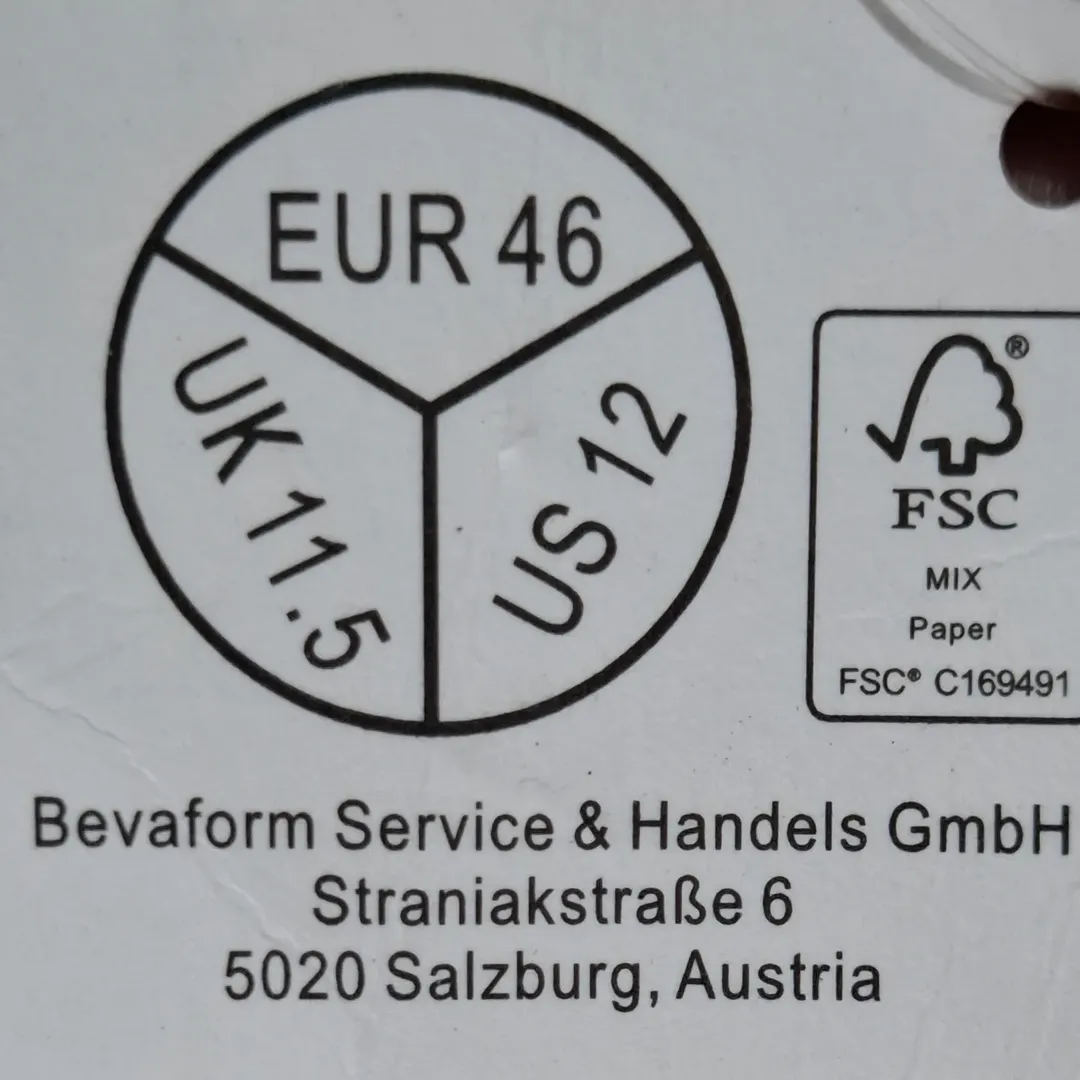 EUR 46
UK 11.5
US 12
®
FSC
MIX
Paper
FSC® C169491
Bevaform Service & Handels GmbH
Straniakstraße 6
5020 Salzburg, Austria